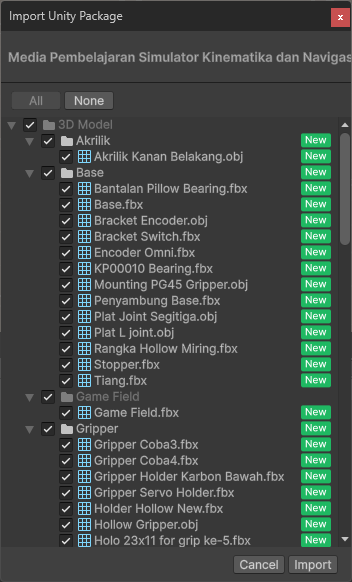 Import Unity Package
x
Media Pembelajaran Simulator Kinematika dan Navigas
All None
3D Model
Akrilik New
Akrilik Kanan Belakang.obj New
Base New
Bantalan Pillow Bearing.fbx New
Base.fbx New
Bracket Encoder.obj New
Bracket Switch.fbx New
Encoder Omni.fbx New
KP00010 Bearing.fbx New
Mounting PG45 Gripper.obj New
Penyambung Base.fbx New
Plat Joint Segitiga.obj New
Plat L joint.obj New
Rangka Hollow Miring.fbx New
Stopper.fbx New
Tiang.fbx New
Game Field
Game Field.fbx New
Gripper New
Gripper Coba3.fbx New
Gripper Coba4.fbx New
Gripper Holder Karbon Bawah.fbx New
Gripper Servo Holder.fbx New
Holder Hollow New.fbx New
Hollow Gripper.obj New
Holo 23x11 for grip ke-5.fbx New
Cancel Import